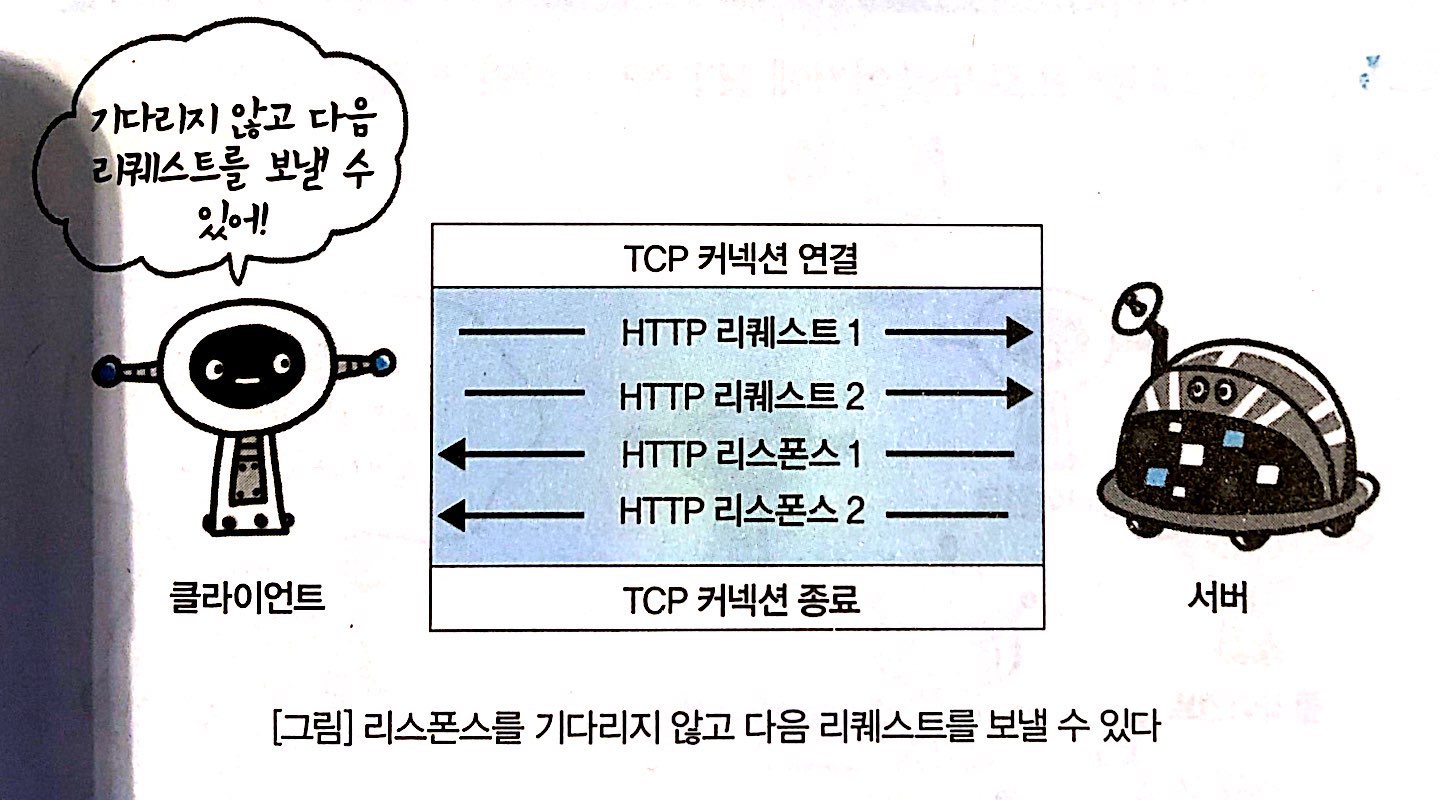 기다리지 않고 다음
리퀘스트를 보낼 수
있어!
TCP 커넥션 연결
HTTP 리퀘스트 1
HTTP 리퀘스트 2
HTTP 리스폰스 1
HTTP 리스폰스 2
TCP 커넥션 종료
클라이언트
서버
[그림] 리스폰스를 기다리지 않고 다음 리퀘스트를 보낼 수 있다